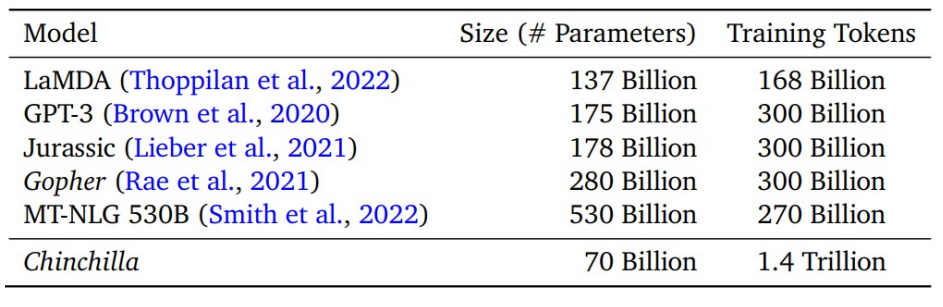 Model Size (# Parameters) Training Tokens
LaMDA (Thoppilan et al., 2022) 137 Billion 168 Billion
GPT-3 (Brown et al., 2020) 175 Billion 300 Billion
Jurassic (Lieber et al., 2021) 178 Billion 300 Billion
Gopher (Rae et al., 2021) 280 Billion 300 Billion
MT-NLG 530B (Smith et al., 2022) 530 Billion 270 Billion
Chinchilla 70 Billion 1.4 Trillion